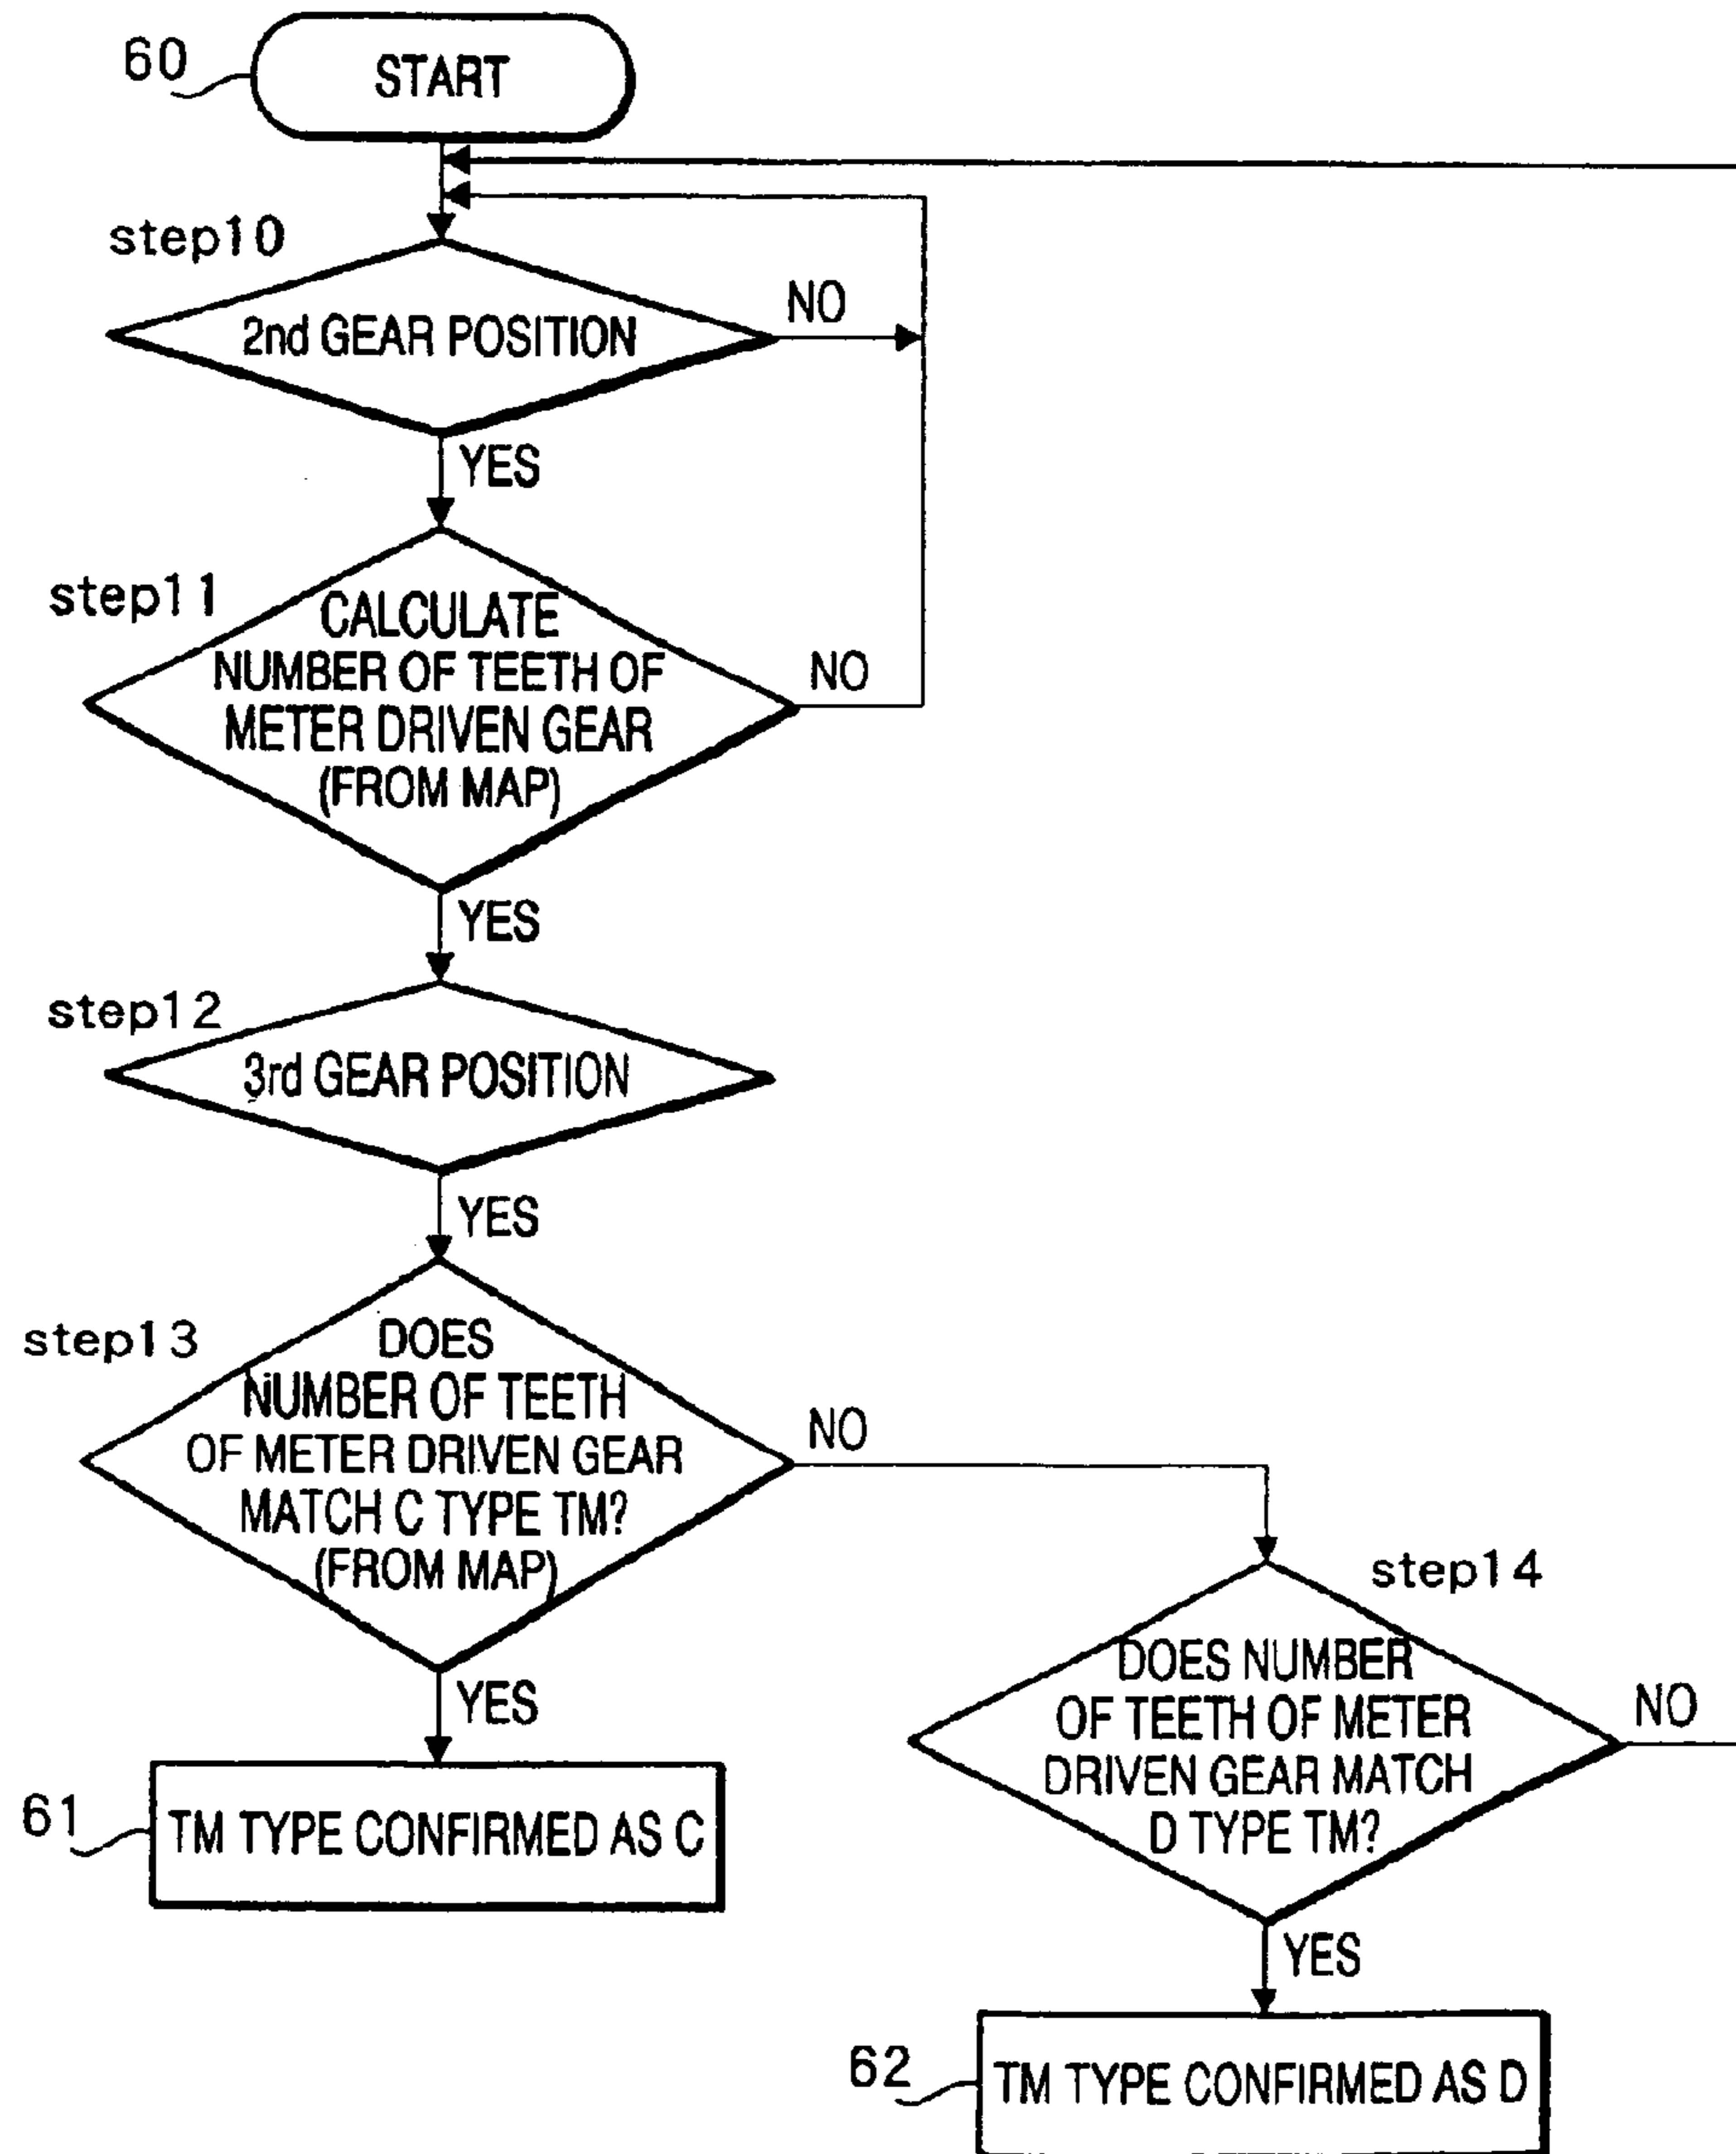 60
START
step10
2nd GEAR POSITION
NO
YES
step11
CALCULATE
NUMBER OF TEETH OF
METER DRIVEN GEAR
(FROM MAP)
NO
YES
step12
3rd GEAR POSITION
YES
step13
DOES
NUMBER OF TEETH
OF METER DRIVEN GEAR
MATCH C TYPE TM?
(FROM MAP)
NO
YES
61
TM TYPE CONFIRMED AS C
step14
DOES NUMBER
OF TEETH OF METER
DRIVEN GEAR MATCH
D TYPE TM?
NO
YES
62
TM TYPE CONFIRMED AS D